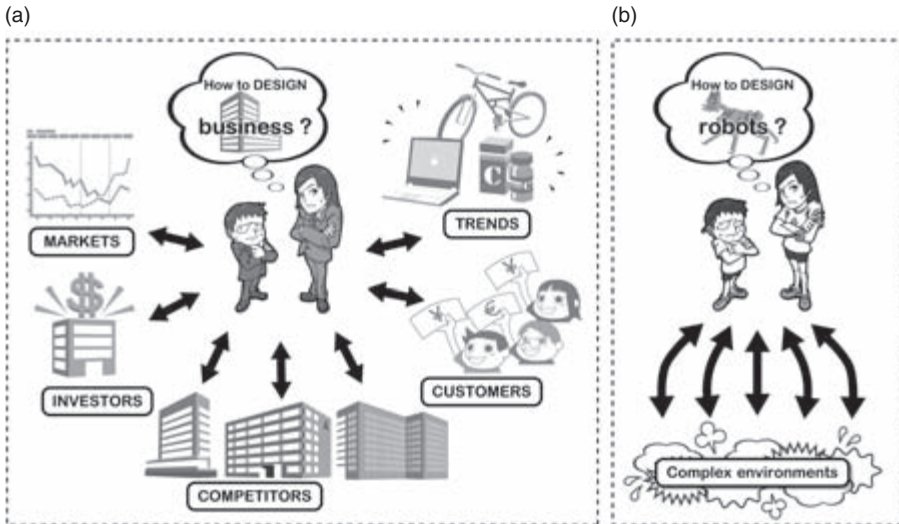 (a)
(b)
How to DESIGN
business ?
MARKETS
TRENDS
C
$
INVESTORS
¥
¥
€
CUSTOMERS
COMPETITORS
How to DESIGN
robots ?
Complex environments